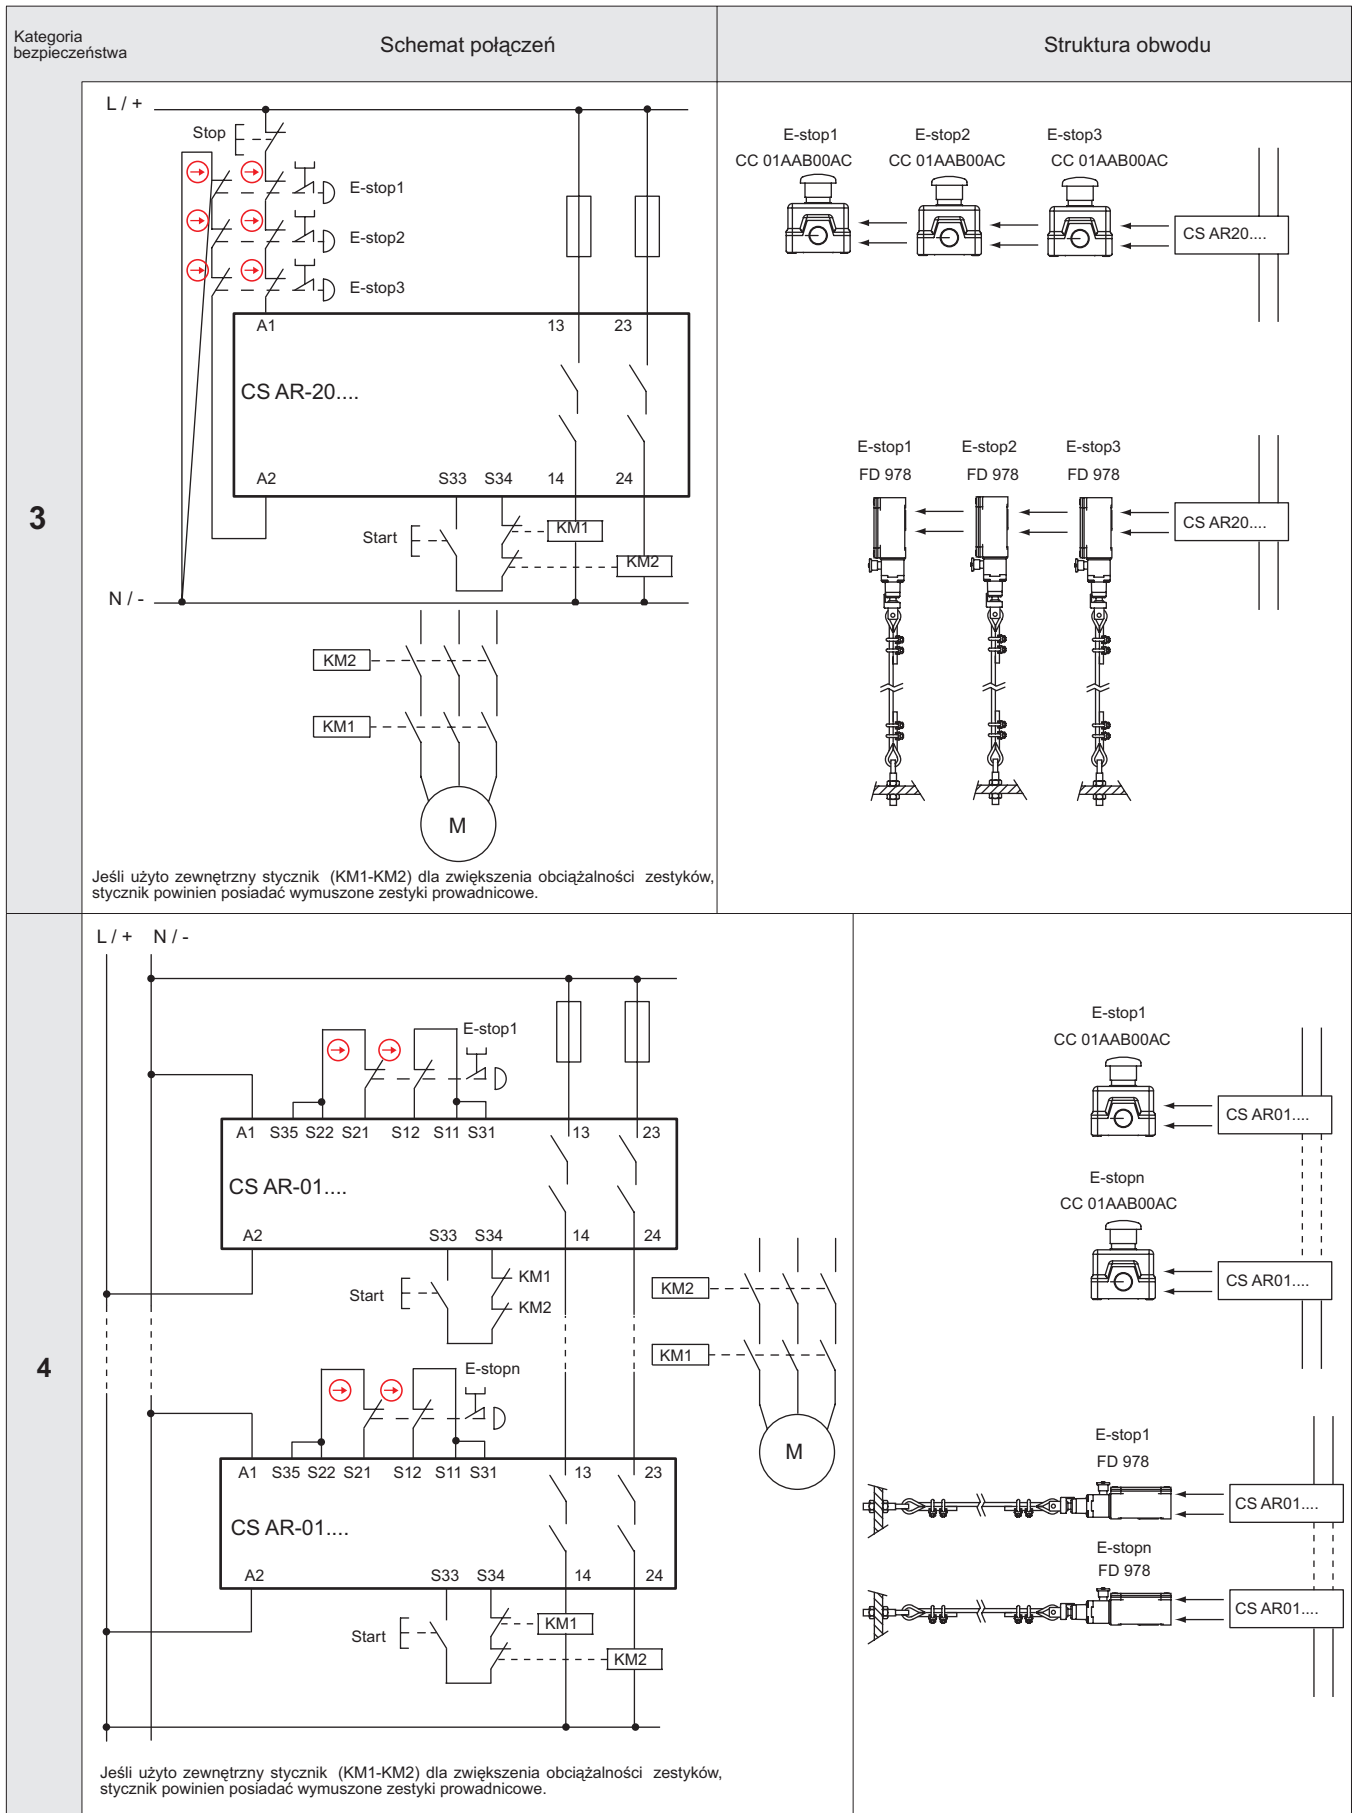 Kategoria
bezpieczeństwa
Schemat połączeń
Struktura obwodu
3
L / +
Stop
E-stop1
E-stop2
E-stop3
A1
13
23
CS AR-20....
A2
S33
S34
14
24
Start
KM1
KM2
N / -
KM2
KM1
M
Jeśli użyto zewnętrzny stycznik (KM1-KM2) dla zwiększenia obciążalności zestyków,
stycznik powinien posiadać wymuszone zestyki prowadnicowe.
E-stop1
E-stop2
E-stop3
CC 01AAB00AC
CC 01AAB00AC
CC 01AAB00AC
CS AR20....
E-stop1
E-stop2
E-stop3
FD 978
FD 978
FD 978
CS AR20....
4
L / +
N / -
E-stop1
A1
S35
S22
S21
S12
S11
S31
13
23
CS AR-01....
A2
S33
S34
14
24
Start
KM1
KM2
KM2
KM1
M
E-stopn
A1
S35
S22
S21
S12
S11
S31
13
23
CS AR-01....
A2
S33
S34
14
24
Start
KM1
KM2
Jeśli użyto zewnętrzny stycznik (KM1-KM2) dla zwiększenia obciążalności zestyków,
stycznik powinien posiadać wymuszone zestyki prowadnicowe.
E-stop1
CC 01AAB00AC
CS AR01....
E-stopn
CC 01AAB00AC
CS AR01....
E-stop1
FD 978
CS AR01....
E-stopn
FD 978
CS AR01....